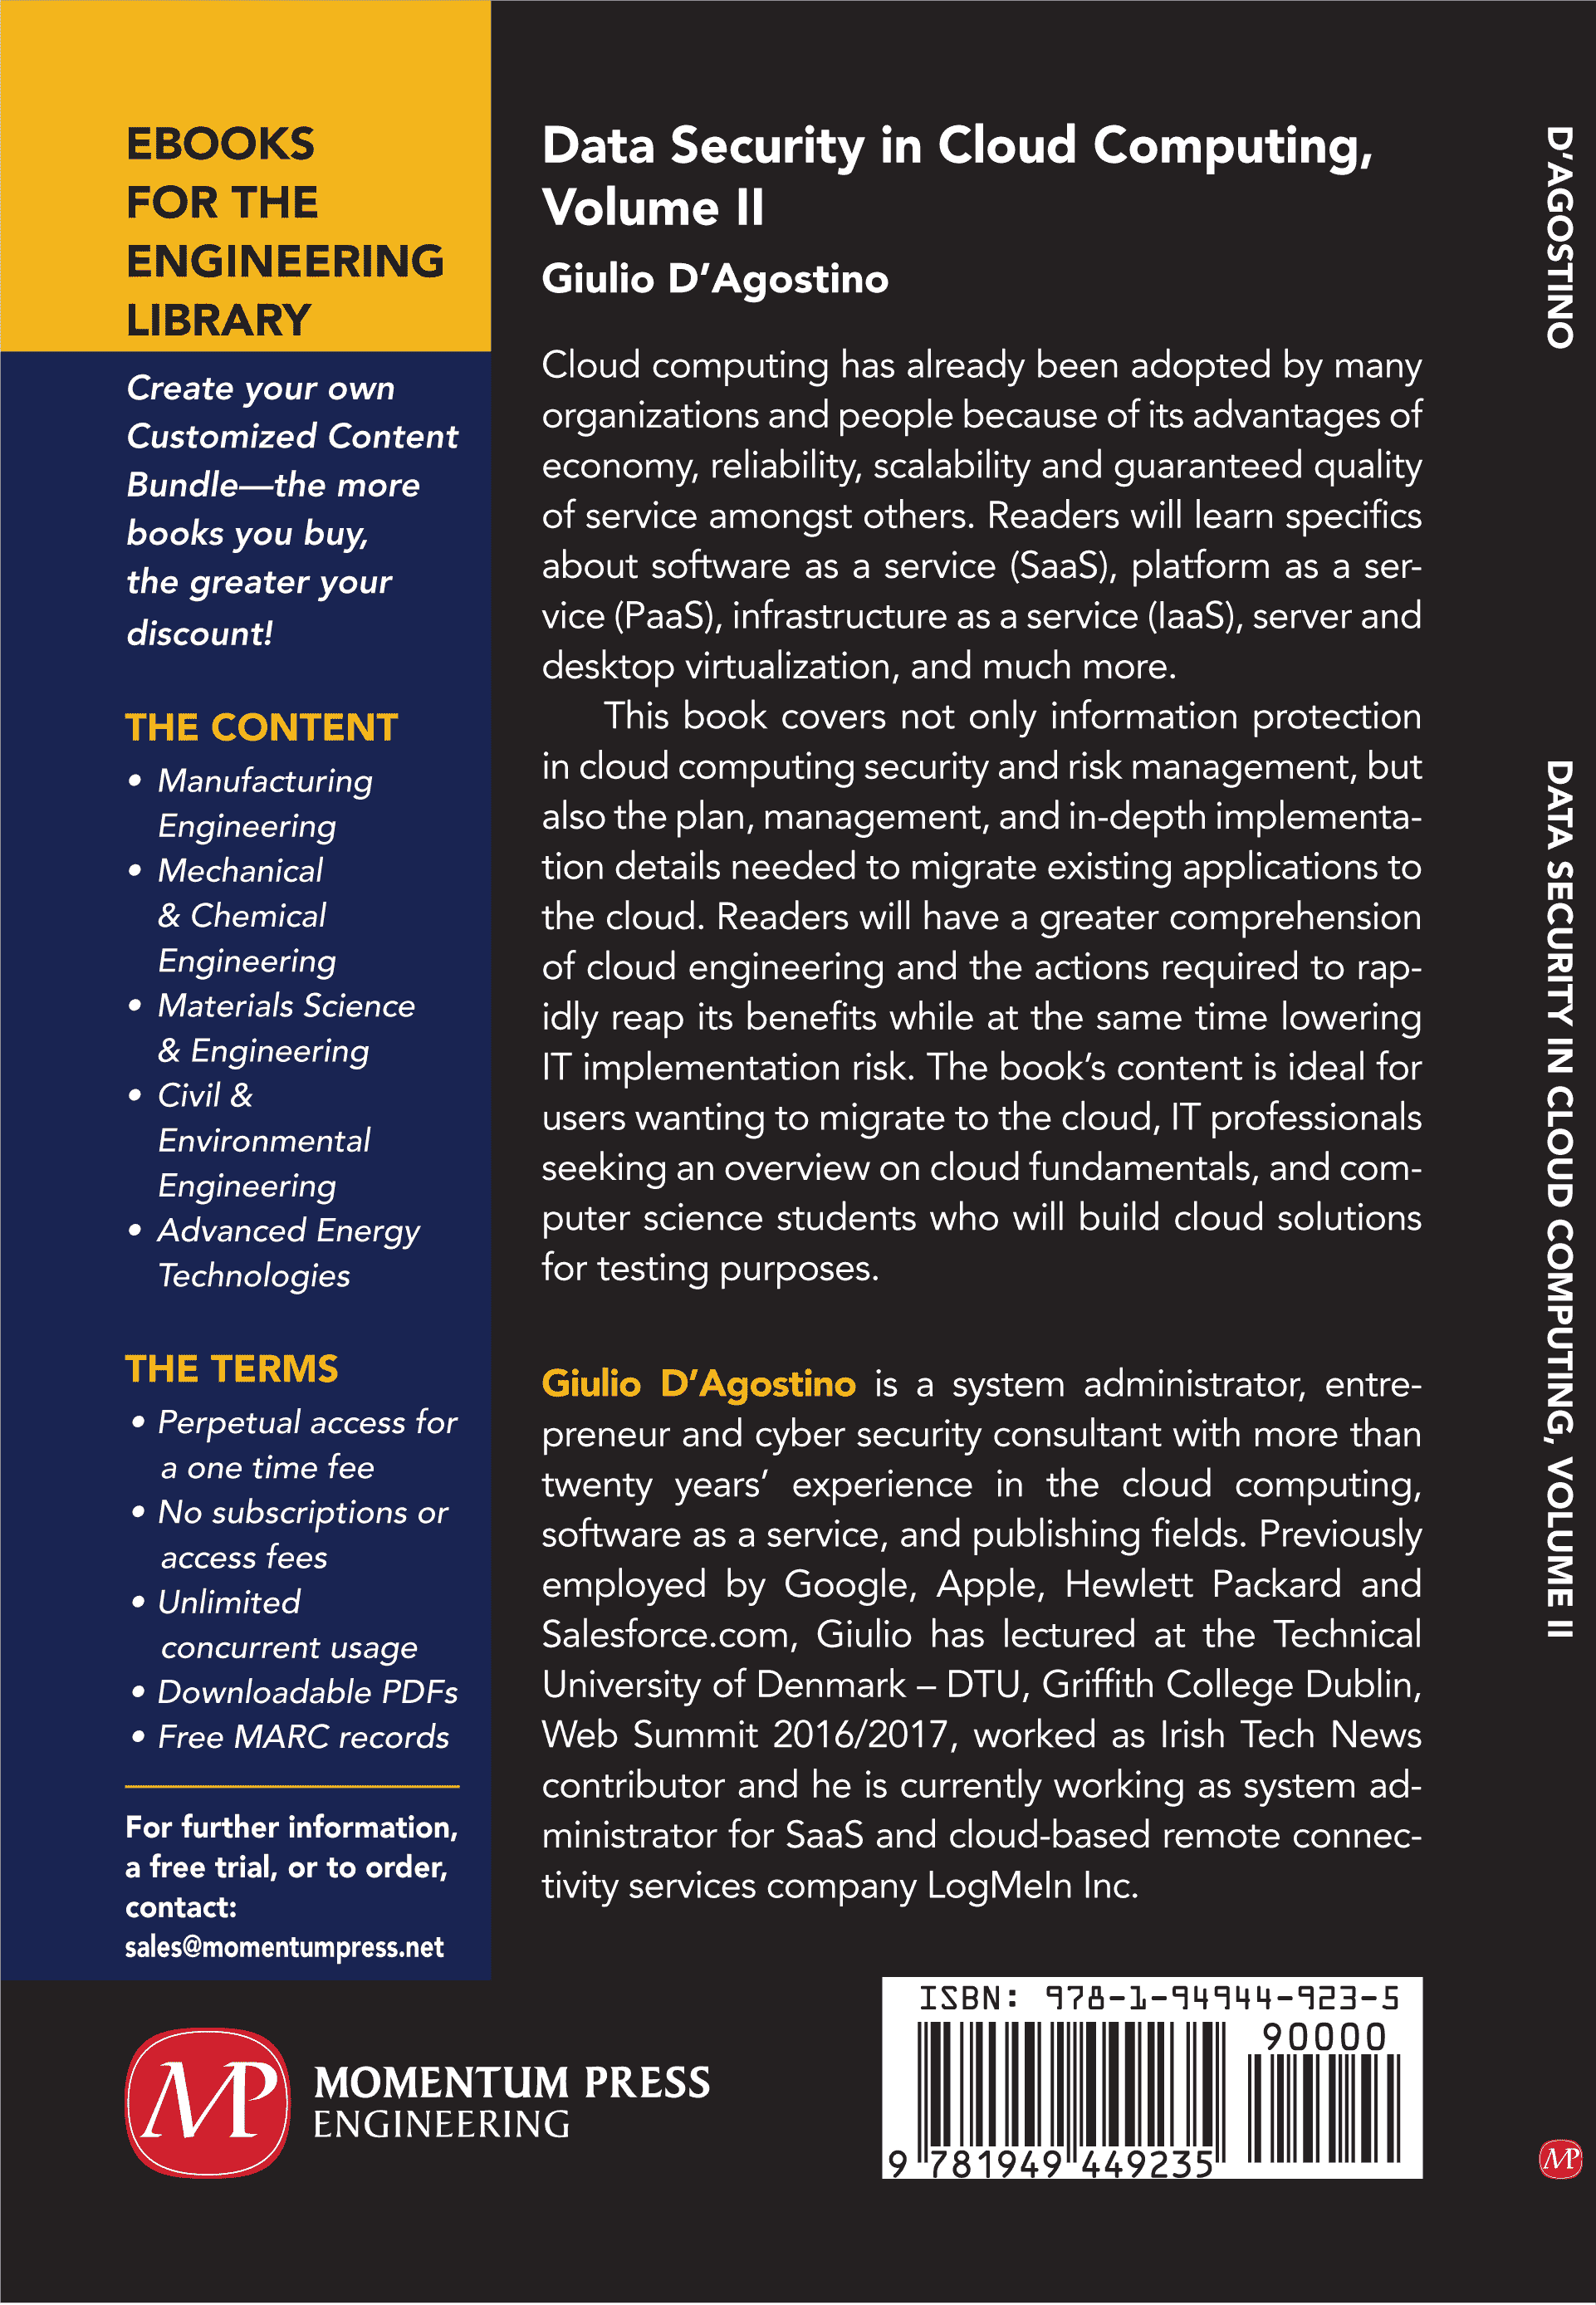 EBOOKS
FOR THE
ENGINEERING
LIBRARY
Create your own
Customized Content
Bundle—the more
books you buy,
the greater your
discount!
THE CONTENT
• Manufacturing
Engineering
• Mechanical
& Chemical
Engineering
• Materials Science
& Engineering
• Civil &
Environmental
Engineering
• Advanced Energy
Technologies
THE TERMS
• Perpetual access for
a one time fee
• No subscriptions or
access fees
• Unlimited
concurrent usage
• Downloadable PDFs
• Free MARC records
For further information,
a free trial, or to order,
contact:
sales@momentumpress.net
Data Security in Cloud Computing,
Volume II
Giulio D’Agostino
Cloud computing has already been adopted by many
organizations and people because of its advantages of
economy, reliability, scalability and guaranteed quality
of service amongst others. Readers will learn specifics
about software as a service (SaaS), platform as a ser-
vice (PaaS), infrastructure as a service (IaaS), server and
desktop virtualization, and much more.
This book covers not only information protection
in cloud computing security and risk management, but
also the plan, management, and in-depth implementa-
tion details needed to migrate existing applications to
the cloud. Readers will have a greater comprehension
of cloud engineering and the actions required to rap-
idly reap its benefits while at the same time lowering
IT implementation risk. The book’s content is ideal for
users wanting to migrate to the cloud, IT professionals
seeking an overview on cloud fundamentals, and com-
puter science students who will build cloud solutions
for testing purposes.
Giulio D’Agostino is a system administrator, entre-
preneur and cyber security consultant with more than
twenty years’ experience in the cloud computing,
software as a service, and publishing fields. Previously
employed by Google, Apple, Hewlett Packard and
Salesforce.com, Giulio has lectured at the Technical
University of Denmark – DTU, Griffith College Dublin,
Web Summit 2016/2017, worked as Irish Tech News
contributor and he is currently working as system ad-
ministrator for SaaS and cloud-based remote connec-
tivity services company LogMeIn Inc.
MP
MOMENTUM PRESS
ENGINEERING
ISBN: 978-1-94944-923-5
90000
9 781949 449235
D’AGOSTINO
DATA SECURITY IN CLOUD COMPUTING, VOLUME II
MP